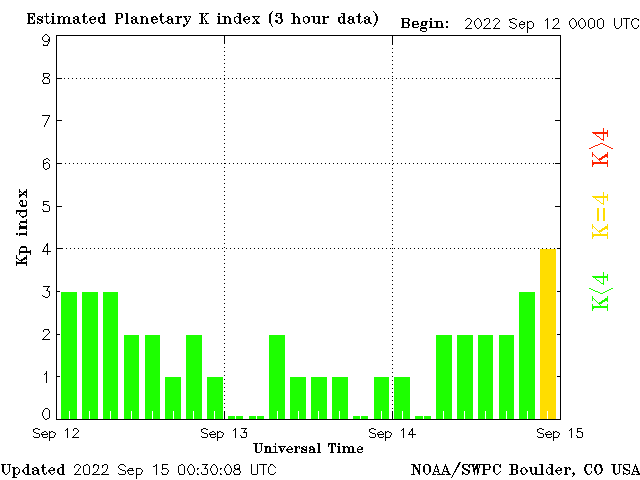 Estimated Planetary K index (3 hour data) Begin: 2022 Sep 12 0000 UTC
9
8
7
6
5
4
3
2
1
0
Kp index
K>4
K=4
K<4
Sep 12 Sep 13 Sep 14 Sep 15
Universal Time
Updated 2022 Sep 15 00:30:08 UTC NOAA/SWPC Boulder, CO USA